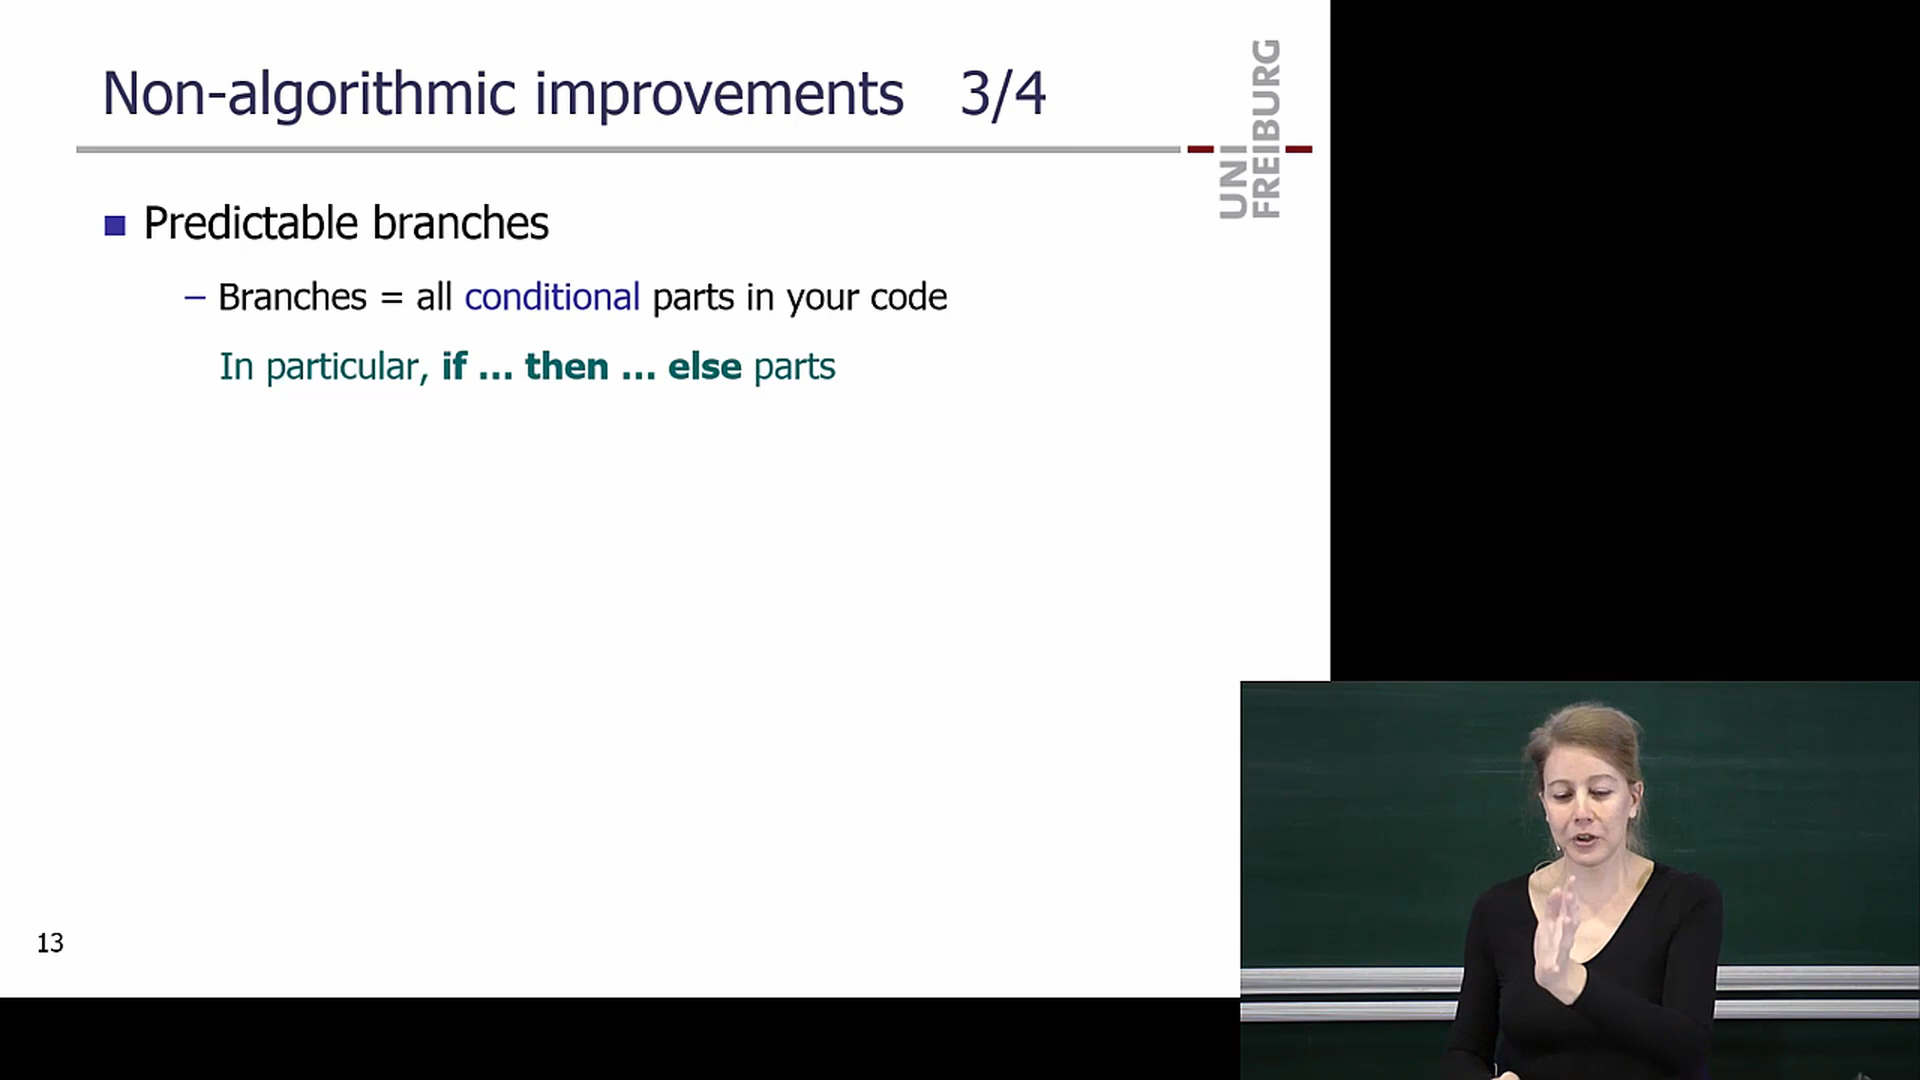 Non-algorithmic improvements 3/4
UNI
FREIBURG
Predictable branches
– Branches = all conditional parts in your code
In particular, if ... then ... else parts
13